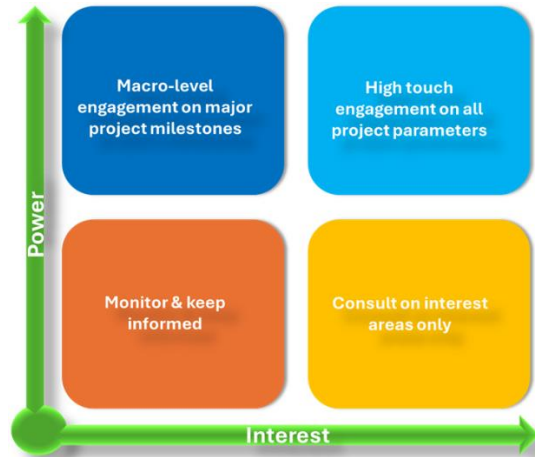 Macro-level
engagement on major
project milestones
High touch
engagement on all
project parameters
Power
Monitor & keep
informed
Consult on interest
areas only
Interest